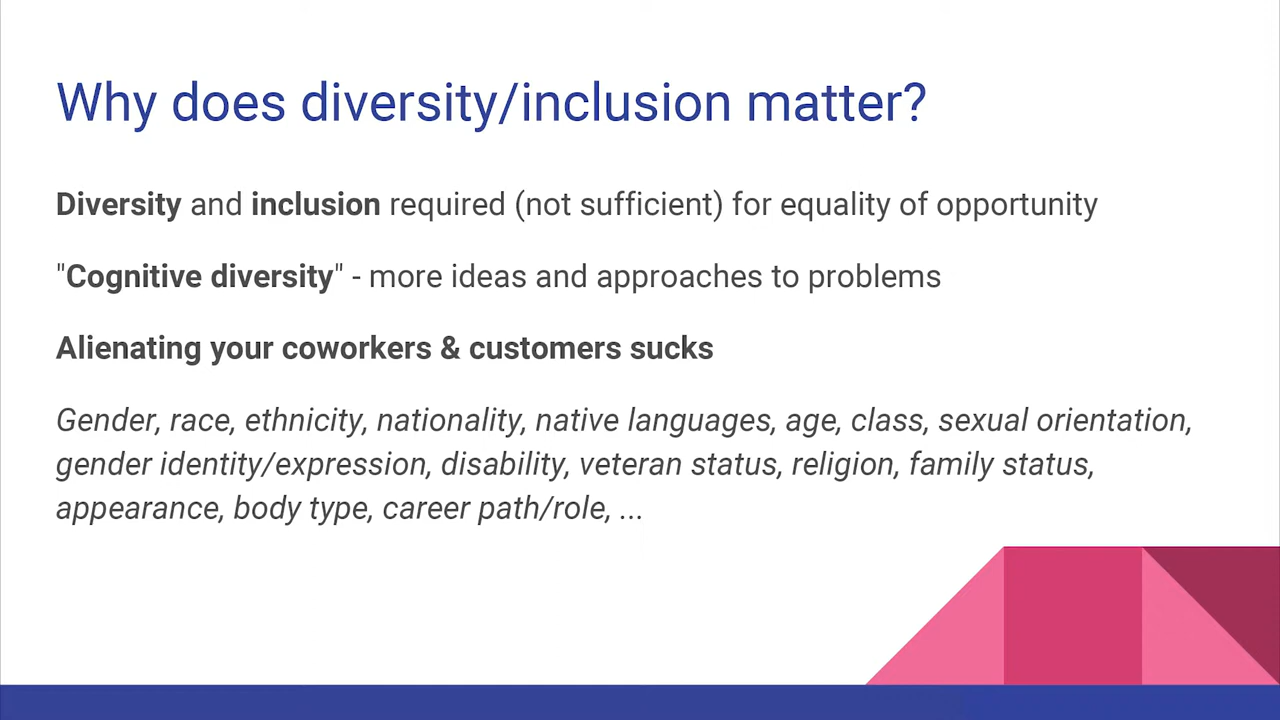 Why does diversity/inclusion matter?
Diversity and inclusion required (not sufficient) for equality of opportunity
"Cognitive diversity" - more ideas and approaches to problems
Alienating your coworkers & customers sucks
Gender, race, ethnicity, nationality, native languages, age, class, sexual orientation,
gender identity/expression, disability, veteran status, religion, family status,
appearance, body type, career path/role, ...